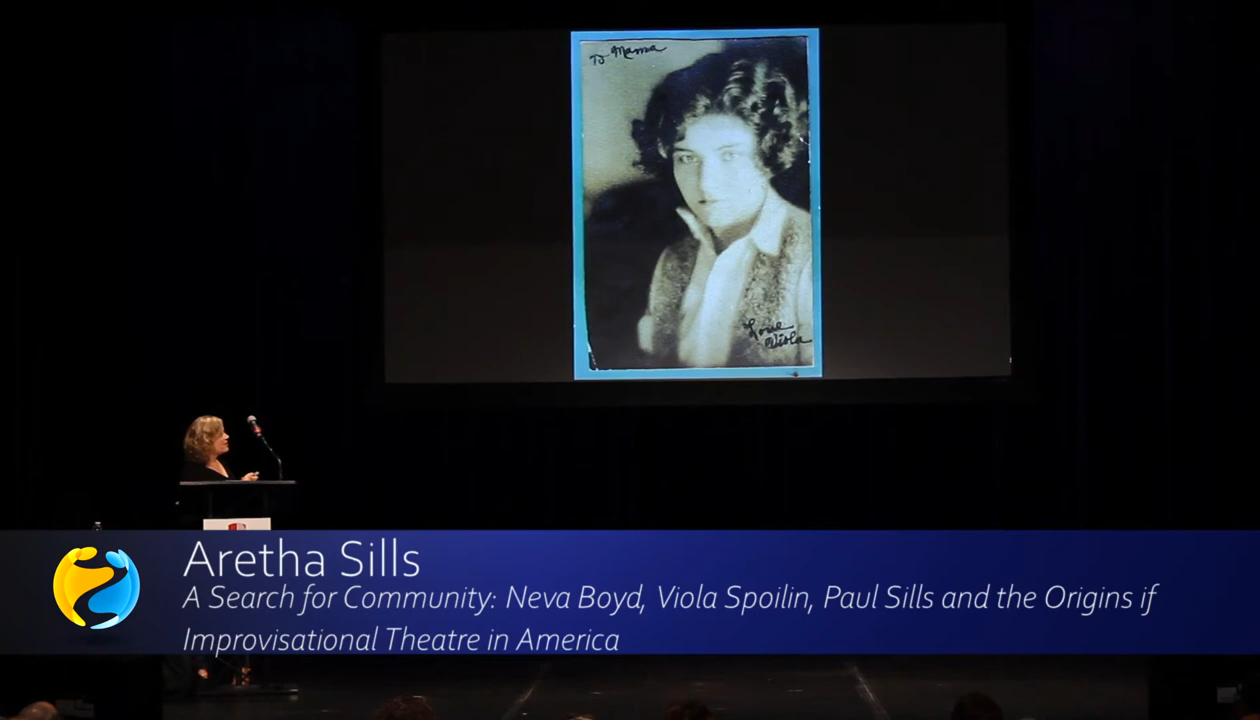 To Mama
Love
Viola
Aretha Sills
A Search for Community: Neva Boyd, Viola Spoilin, Paul Sills and the Origins if
Improvisational Theatre in America